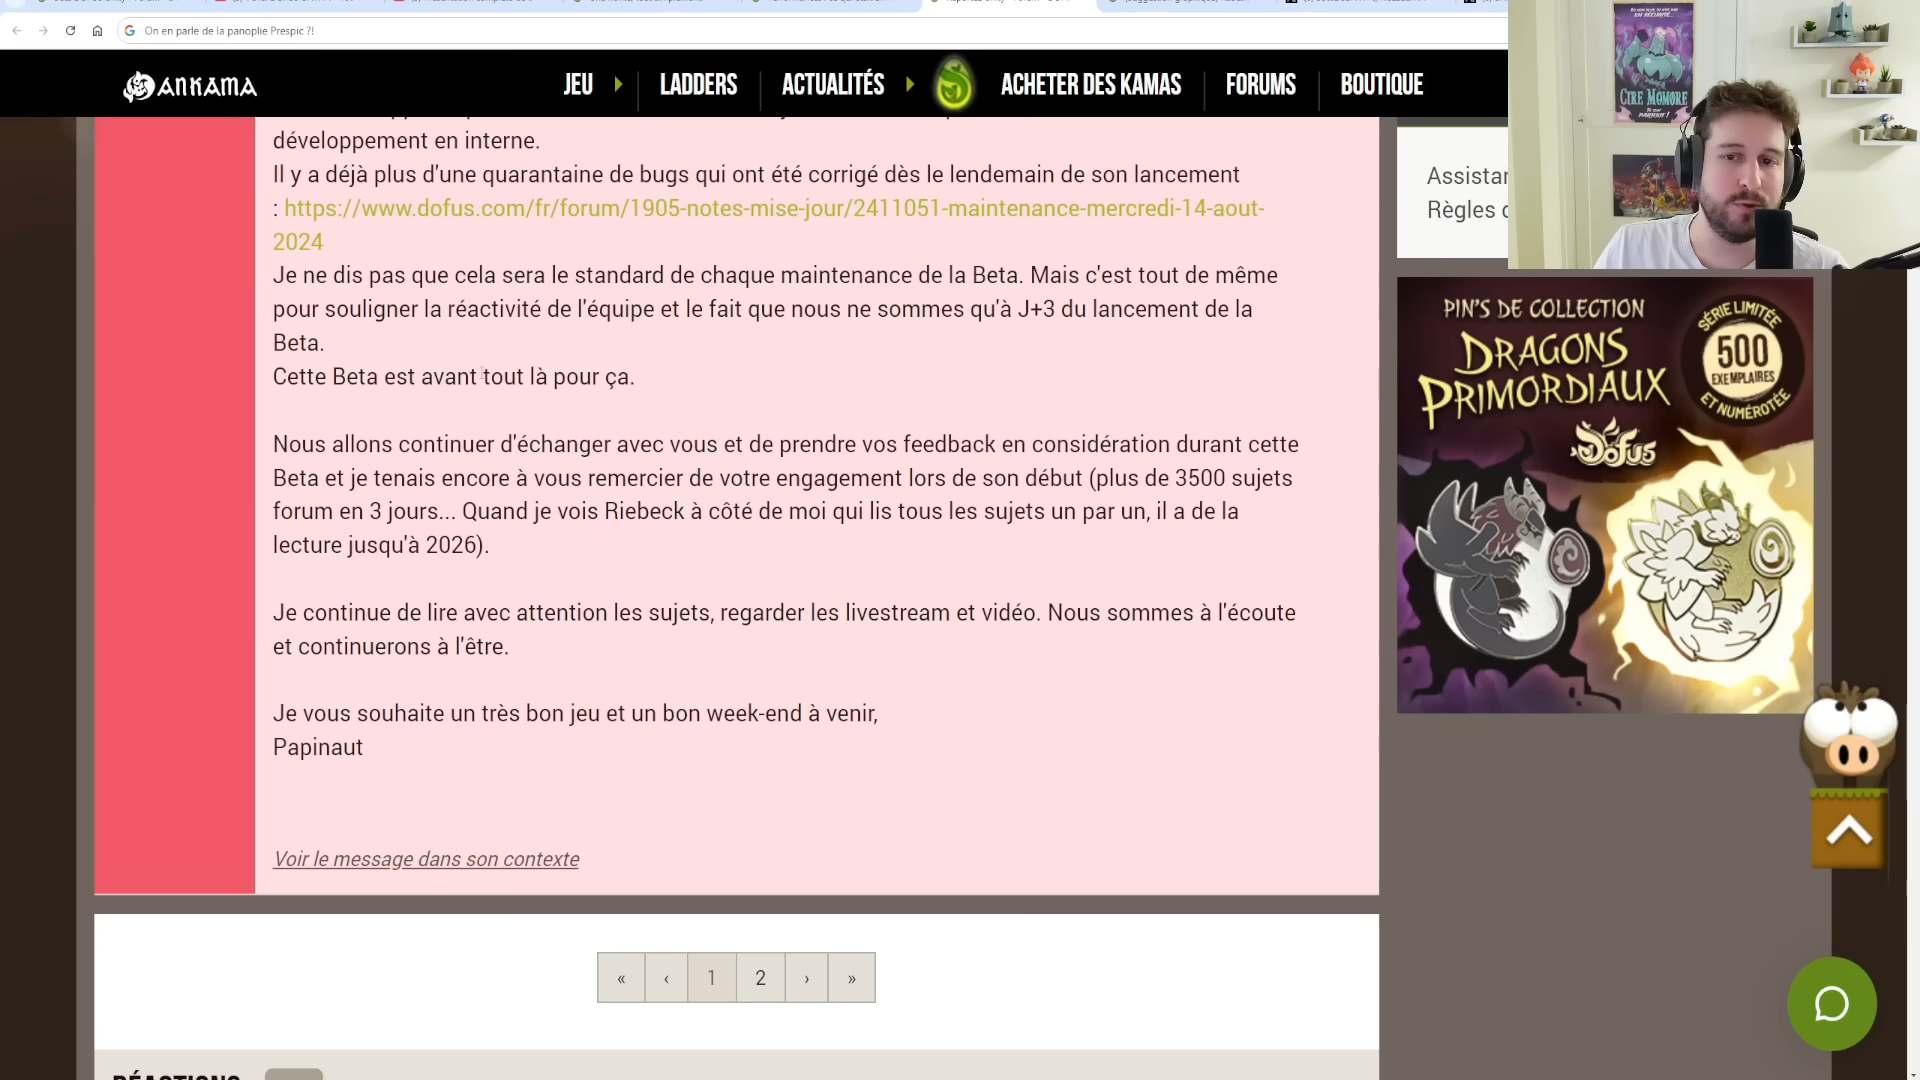 On en parle de la panoplie Prespic ?!
ANKAMA
JEU
LADDERS
ACTUALITÉS
ACHETER DES KAMAS
FORUMS
BOUTIQUE
développement en interne.
Il y a déjà plus d'une quarantaine de bugs qui ont été corrigé dès le lendemain de son lancement
: https://www.dofus.com/fr/forum/1905-notes-mise-jour/2411051-maintenance-mercredi-14-aout-
2024
Je ne dis pas que cela sera le standard de chaque maintenance de la Beta. Mais c'est tout de même
pour souligner la réactivité de l'équipe et le fait que nous ne sommes qu'à J+3 du lancement de la
Beta.
Cette Beta est avant tout là pour ça.
Nous allons continuer d'échanger avec vous et de prendre vos feedback en considération durant cette
Beta et je tenais encore à vous remercier de votre engagement lors de son début (plus de 3500 sujets
forum en 3 jours... Quand je vois Riebeck à côté de moi qui lis tous les sujets un par un, il a de la
lecture jusqu'à 2026).
Je continue de lire avec attention les sujets, regarder les livestream et vidéo. Nous sommes à l'écoute
et continuerons à l'être.
Je vous souhaite un très bon jeu et un bon week-end à venir,
Papinaut
Voir le message dans son contexte
« ‹ 1 2 › »
RÉACTIONS
CIRE MOMORE
PARTOUT !
PIN'S DE COLLECTION
DRAGONS
PRIMORDIAUX
DOFUS
SÉRIE LIMITÉE
500
EXEMPLAIRES
ET NUMÉROTÉE